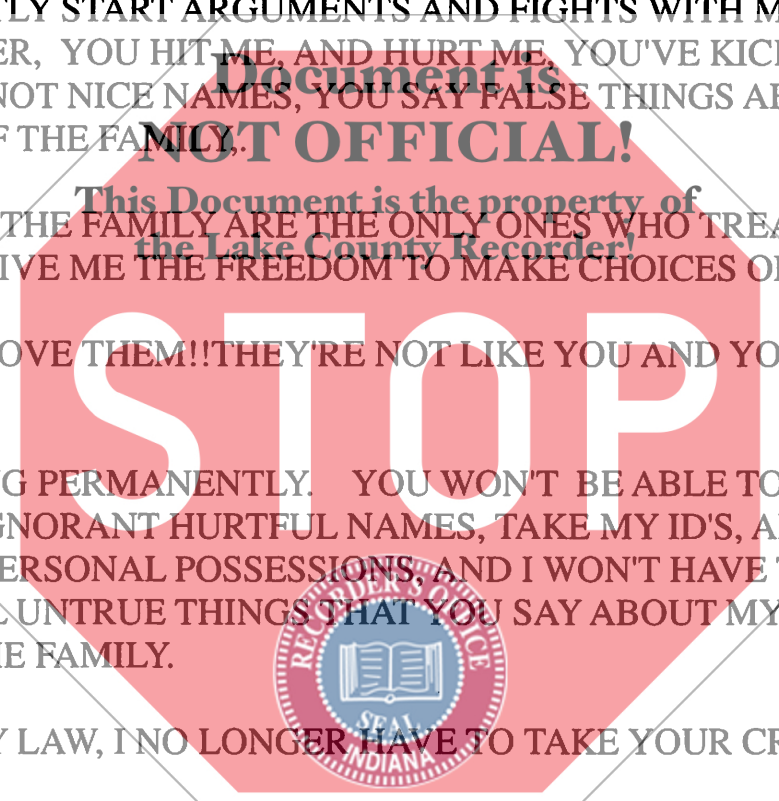 TLY START ARGUMENTS AND FIGHTS WITH M
ER, YOU HIT ME, AND HURT ME, YOU'VE KIC
Document is
NOT NICE NAMES, YOU SAY FALSE THINGS AB
F THE FAMILY,.
NOT OFFICIAL!
This Document is the property of
THE FAMILY ARE THE ONLY ONES WHO TREA
the Lake County Recorder!
IVE ME THE FREEDOM TO MAKE CHOICES O
STOP
OVE THEM!!THEY'RE NOT LIKE YOU AND YO
G PERMANENTLY. YOU WON'T BE ABLE TO
GNORANT HURTFUL NAMES, TAKE MY ID'S, A
ERSONAL POSSESSIONS, AND I WON'T HAVE
L UNTRUE THINGS THAT YOU SAY ABOUT MY
E FAMILY.
RECORDER'S OFFICE
SEAL
INDIANA
Y LAW, I NO LONGER HAVE TO TAKE YOUR CR